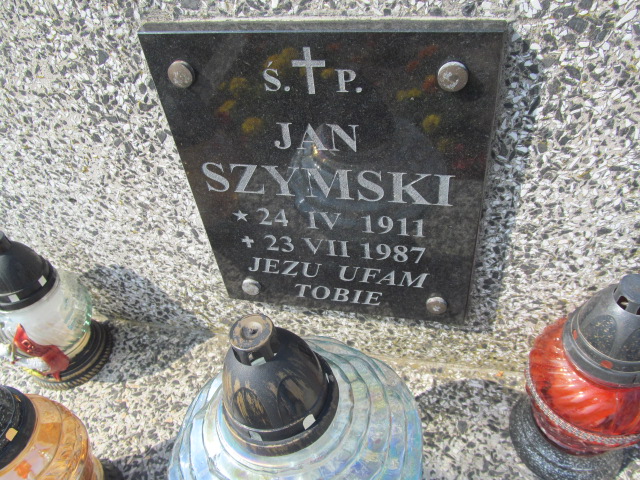 Ś. P.
JAN
SZYMSKI
* 24 IV 1911
✝ 23 VII 1987
JEZU UFAM
TOBIE